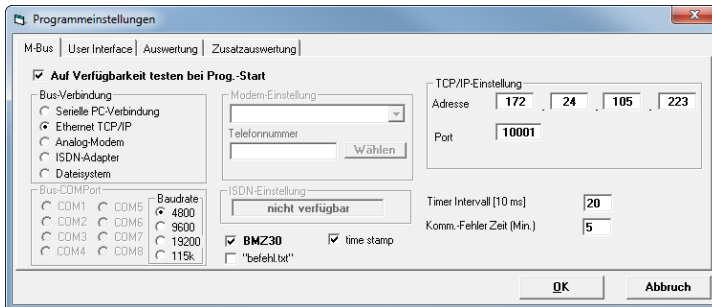 Programmeinstellungen
M-Bus User Interface Auswertung Zusatzauswertung
Auf Verfügbarkeit testen bei Prog.-Start
Bus-Verbindung
Serielle PC-Verbindung
Ethernet TCP/IP
Analog-Modem
ISDN-Adapter
Dateisystem
Modem-Einstellung
Telefonnummer
Wählen
TCP/IP-Einstellung
Adresse 172 . 24 . 105 . 223
Port 10001
Bus-COMPort
COM1 COM5
COM2 COM6
COM3 COM7
COM4 COM8
Baudrate
4800
9600
19200
115k
ISDN-Einstellung
nicht verfügbar
BMZ30 time stamp
"befehl.txt"
Timer Intervall [10 ms] 20
Komm.-Fehler Zeit (Min.) 5
OK Abbruch